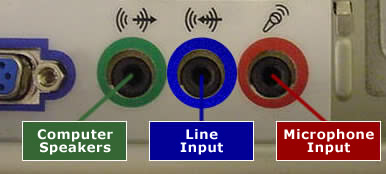 Computer
Speakers
Line
Input
Microphone
Input